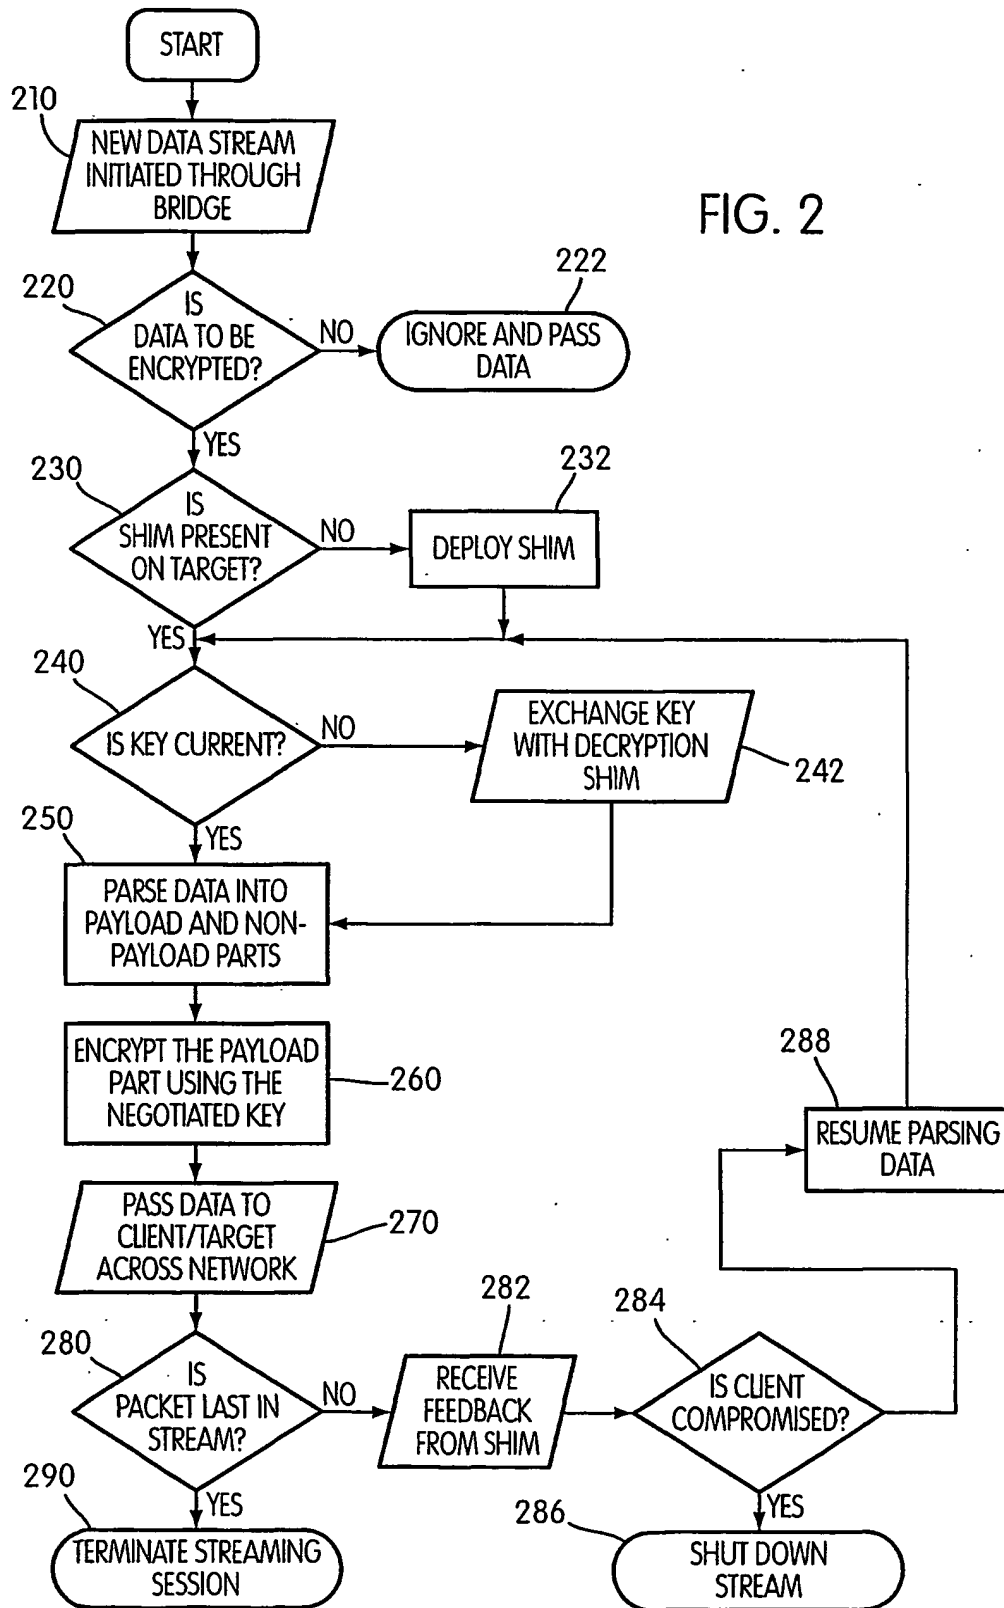 START
210
NEW DATA STREAM
INITIATED THROUGH
BRIDGE
FIG. 2
220
IS
DATA TO BE
ENCRYPTED?
NO
222
IGNORE AND PASS
DATA
YES
230
IS
SHIM PRESENT
ON TARGET?
NO
232
DEPLOY SHIM
YES
240
IS KEY CURRENT?
NO
EXCHANGE KEY
WITH DECRYPTION
SHIM
242
YES
250
PARSE DATA INTO
PAYLOAD AND NON-
PAYLOAD PARTS
ENCRYPT THE PAYLOAD
PART USING THE
NEGOTIATED KEY
260
288
RESUME PARSING
DATA
PASS DATA TO
CLIENT/TARGET
ACROSS NETWORK
270
280
IS
PACKET LAST IN
STREAM?
NO
282
RECEIVE
FEEDBACK
FROM SHIM
284
IS CLIENT
COMPROMISED?
YES
290
TERMINATE STREAMING
SESSION
YES
286
SHUT DOWN
STREAM